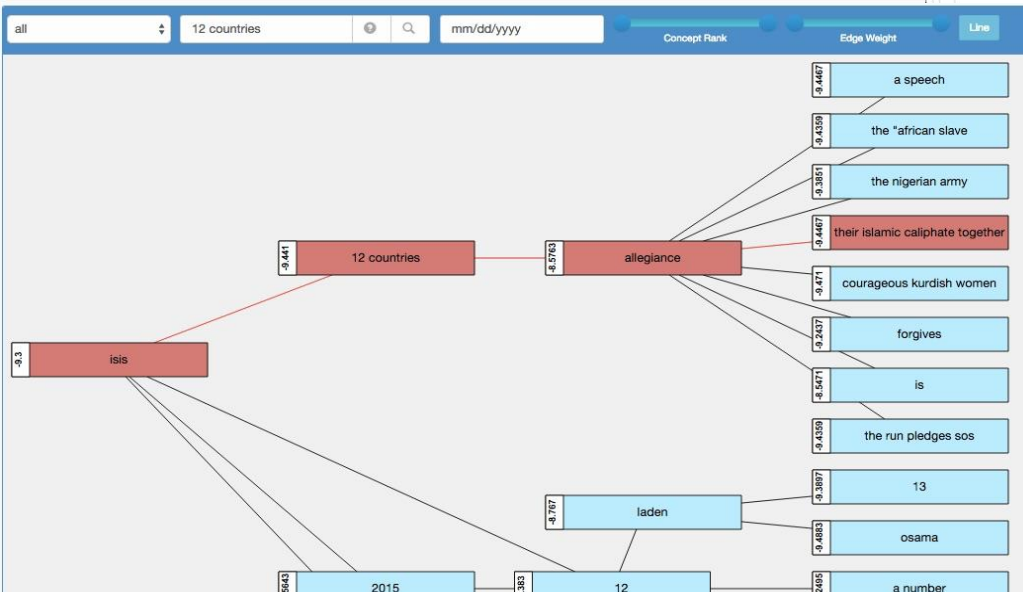 all
12 countries
mm/dd/yyyy
Concept Rank
Edge Weight
Line
-9.4467
a speech
-9.4359
the "african slave
-9.3851
the nigerian army
-9.4467
their islamic caliphate together
-9.441
12 countries
-8.5763
allegiance
-9.471
courageous kurdish women
-9.2437
forgives
-9.3
isis
-8.5471
is
-9.4359
the run pledges sos
-9.3897
13
-8.767
laden
-9.4883
osama
5643
2015
.383
12
2495
a number